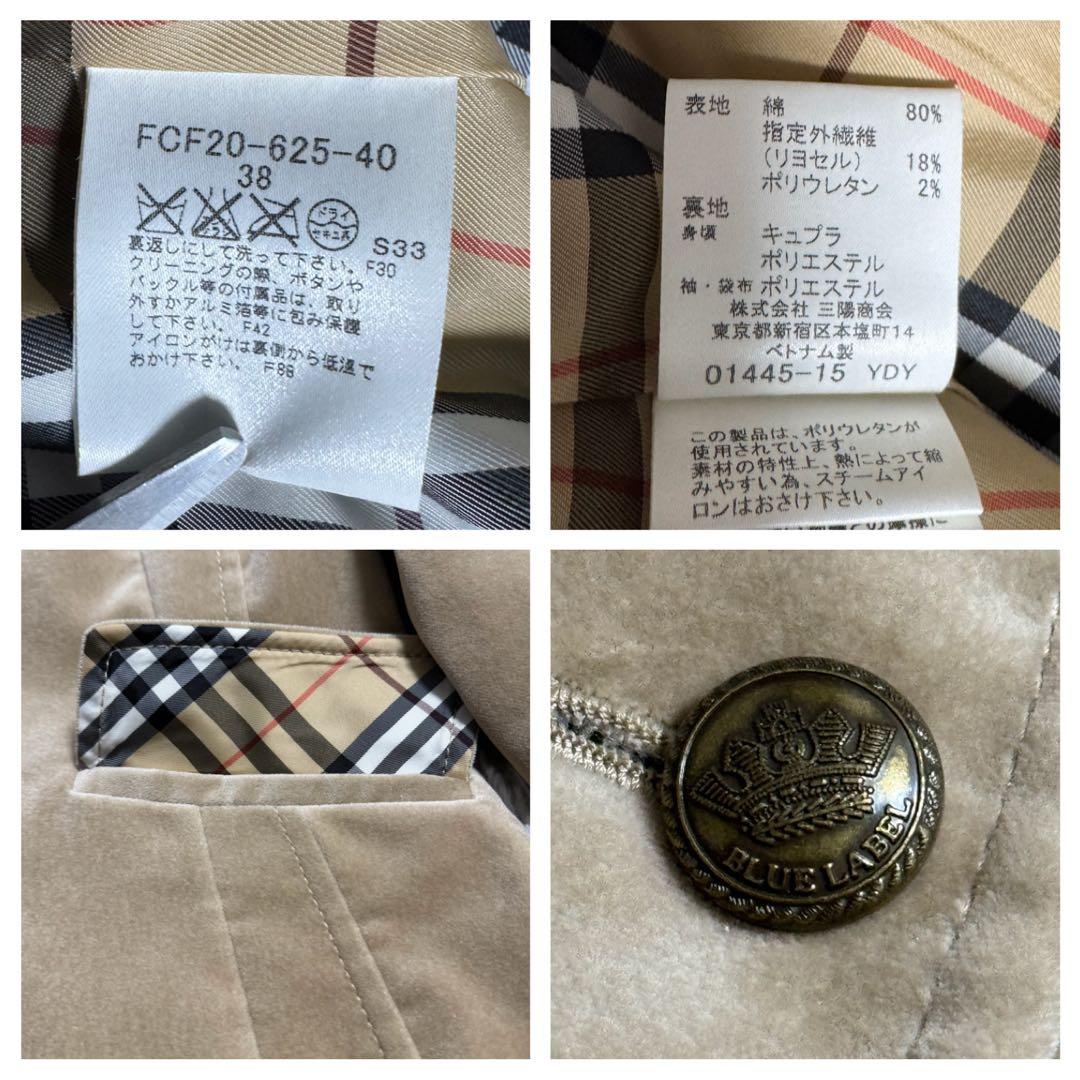 FCF20-625-40
38
ドライ
セキユ系
S33
裏返しにして洗って下さい。F30
クリーニングの際、ボタンや
バックル等の付属品は、取り
外すかアルミ箔等に包み保護
して下さい。 F42
アイロンがけは裏側から低温で
おかけ下さい。 F88
表地 綿 80%
指定外繊維
(リヨセル) 18%
ポリウレタン 2%
裏地
身頃 キュプラ
ポリエステル
袖・袋布 ポリエステル
株式会社 三陽商会
東京都新宿区本塩町14
ベトナム製
01445-15 YDY
この製品は、ポリウレタンが
使用されています。
素材の特性上、熱によって縮
みやすい為、スチームアイ
ロンはおさけ下さい。
BLUE LABEL